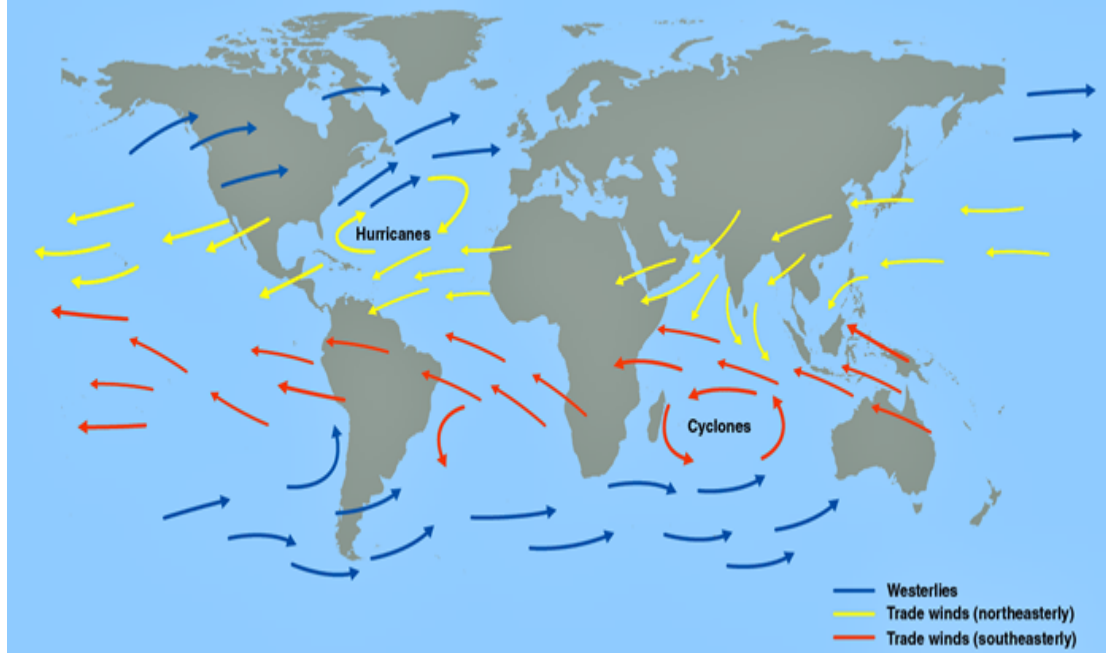 Hurricanes
Cyclones
Westerlies
Trade winds (northeasterly)
Trade winds (southeasterly)